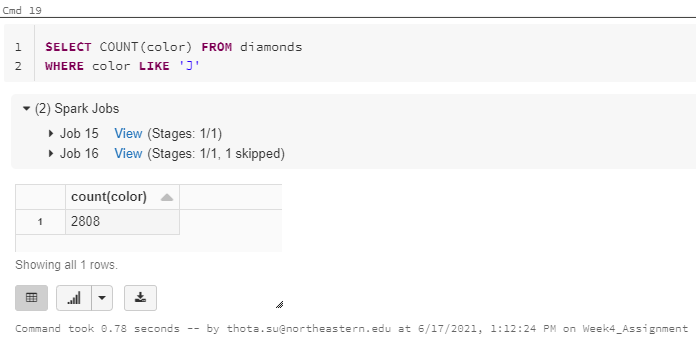 Cmd 19
1 SELECT COUNT(color) FROM diamonds
2 WHERE color LIKE 'J'
(2) Spark Jobs
Job 15 View (Stages: 1/1)
Job 16 View (Stages: 1/1, 1 skipped)
count(color)
1 2808
Showing all 1 rows.
Command took 0.78 seconds -- by thota.su@northeastern.edu at 6/17/2021, 1:12:24 PM on Week4_Assignment